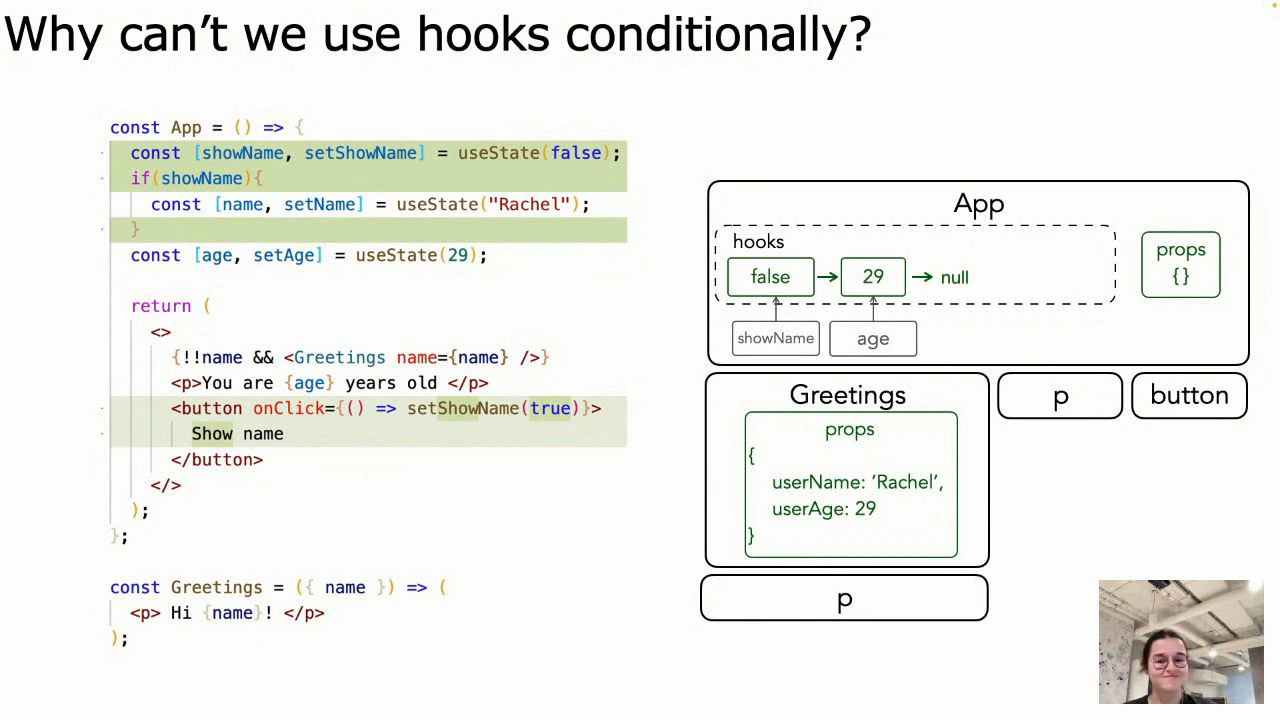 Why can't we use hooks conditionally?
const App = () => {
const [showName, setShowName] = useState(false);
if(showName){
const [name, setName] = useState("Rachel");
}
const [age, setAge] = useState(29);
return (
<>
{!!name && <Greetings name={name} />}
<p>You are {age} years old </p>
<button onClick={() => setShowName(true)}>
Show name
</button>
</>
);
};
const Greetings = ({ name }) => (
<p> Hi {name}! </p>
);
App
hooks
false → 29 → null
showName
age
props
{}
Greetings
props
{
userName: 'Rachel',
userAge: 29
}
p
button
p